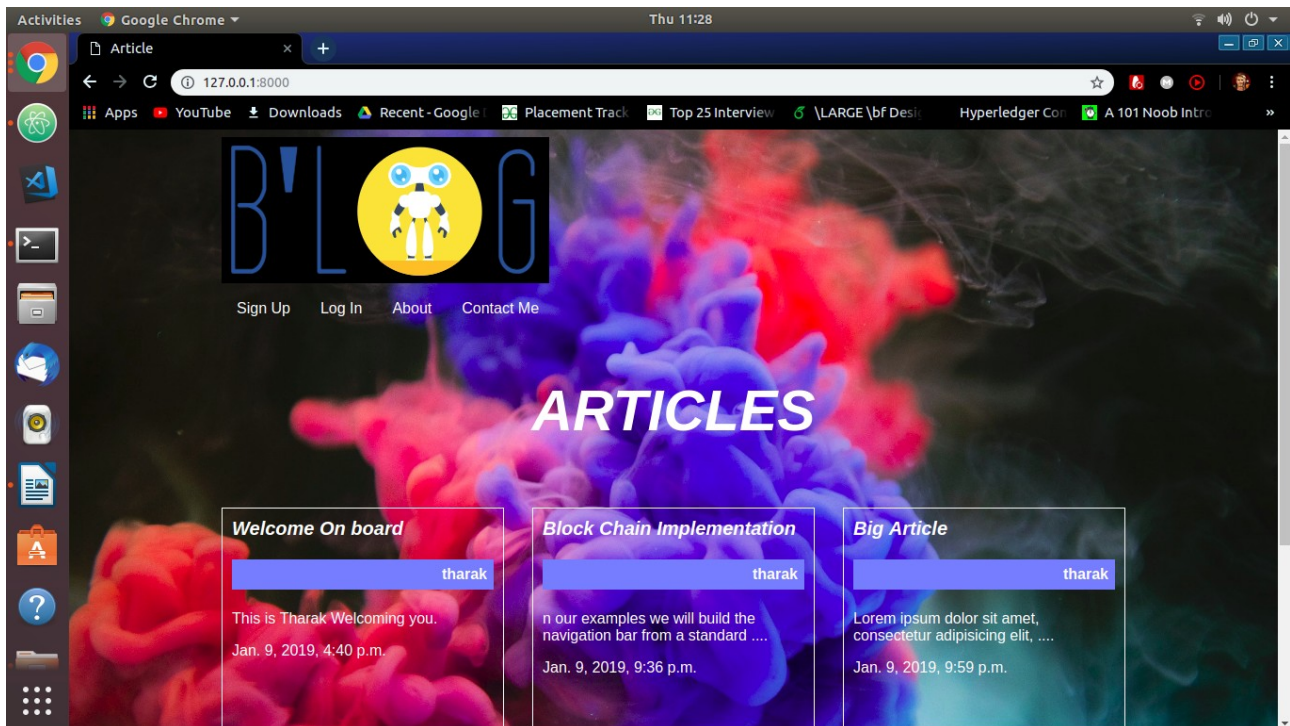 Activities Google Chrome Thu 11:28
Article
127.0.0.1:8000
Apps YouTube Downloads Recent - Google Placement Track Top 25 Interview \LARGE \bf Desig Hyperledger Con A 101 Noob Intro »
B'L G
Sign Up Log In About Contact Me
ARTICLES
Welcome On board
tharak
This is Tharak Welcoming you.
Jan. 9, 2019, 4:40 p.m.
Block Chain Implementation
tharak
n our examples we will build the
navigation bar from a standard ....
Jan. 9, 2019, 9:36 p.m.
Big Article
tharak
Lorem ipsum dolor sit amet,
consectetur adipisicing elit, ....
Jan. 9, 2019, 9:59 p.m.